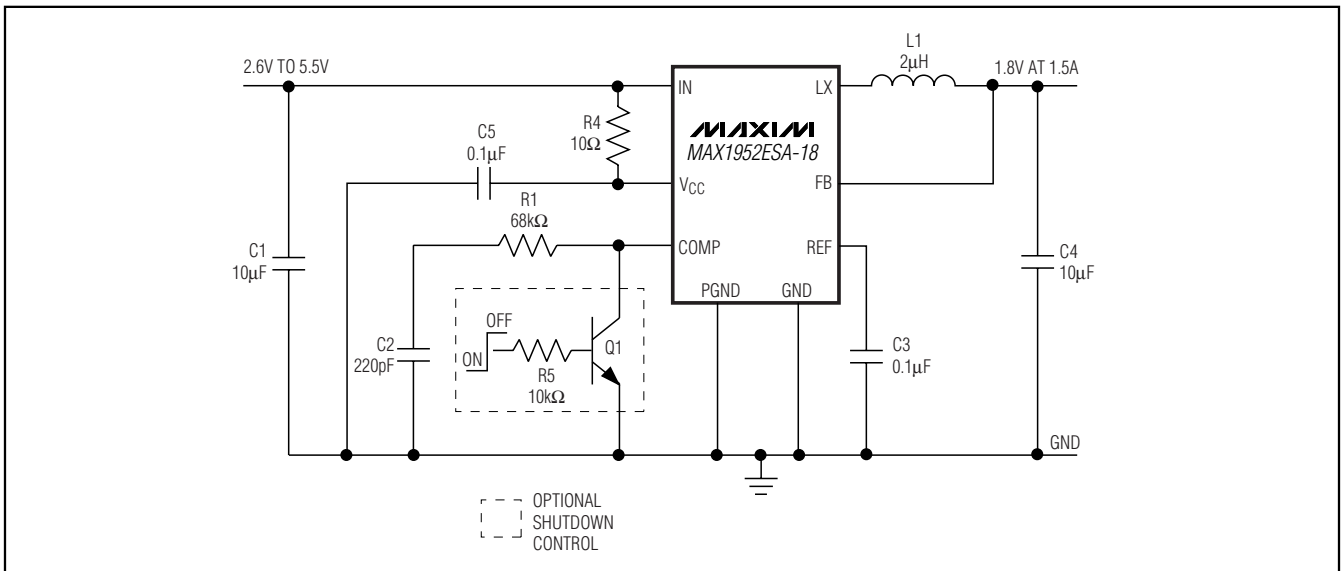 2.6V TO 5.5V
C1
10µF
C5
0.1µF
R4
10Ω
R1
68kΩ
C2
220pF
OFF
ON
R5
10kΩ
Q1
IN
LX
MAXIM
MAX1952ESA-18
VCC
FB
COMP
REF
PGND
GND
L1
2µH
1.8V AT 1.5A
C3
0.1µF
C4
10µF
GND
OPTIONAL
SHUTDOWN
CONTROL